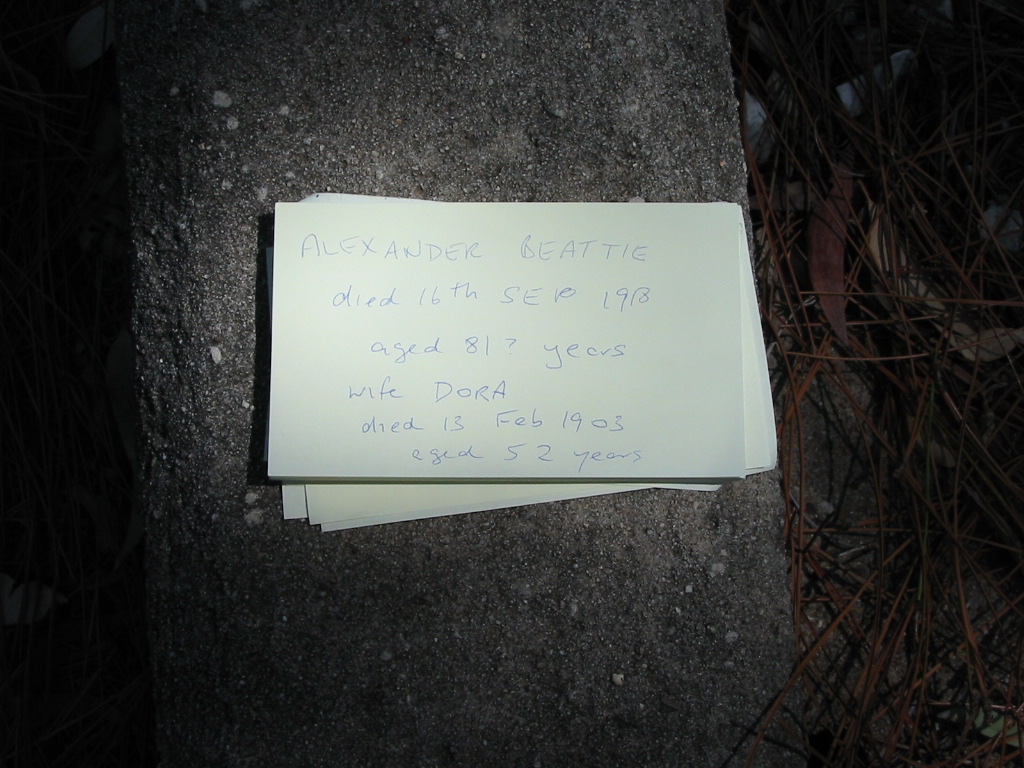 ALEXANDER BEATTIE
died 16th SEP 1918
aged 81? years
wife DORA
died 13 Feb 1903
aged 52 years